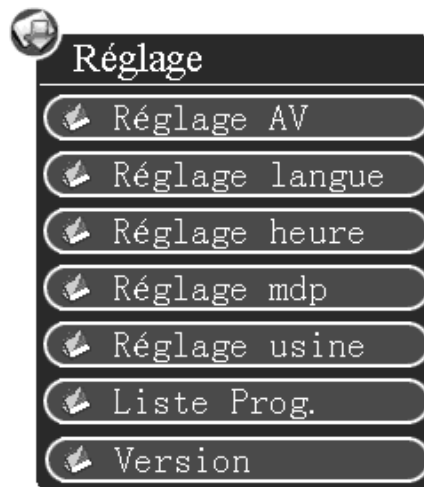 Réglage
Réglage AV
Réglage langue
Réglage heure
Réglage mdp
Réglage usine
Liste Prog.
Version